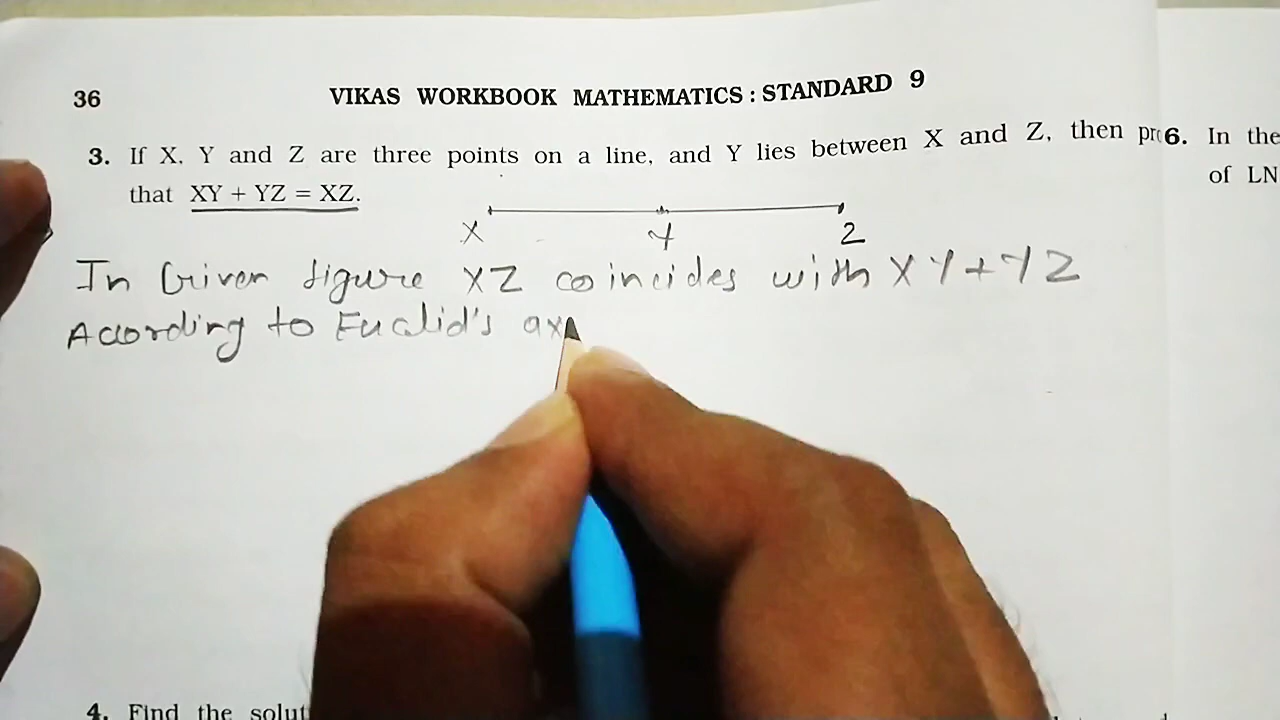 36 VIKAS WORKBOOK MATHEMATICS : STANDARD 9
3. If X, Y and Z are three points on a line, and Y lies between X and Z, then pr
that XY + YZ = XZ.
X Y Z
In Given figure XZ coincides with XY+YZ
According to Euclid's ax
4. Find the solut
6. In the
of LN